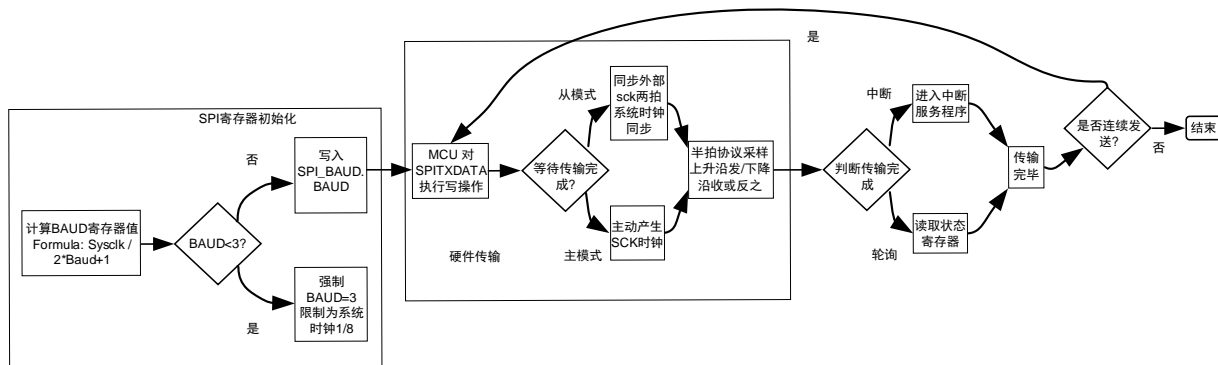 SPI寄存器初始化
计算BAUD寄存器值
Formula: Sysclk /
2*Baud+1
BAUD<3?
否
写入
SPI_BAUD.
BAUD
是
强制
BAUD=3
限制为系统
时钟1/8
MCU 对
SPITXDATA
执行写操作
硬件传输
等待传输完
成?
从模式
同步外部
sck两拍
系统时钟
同步
主模式
主动产生
SCK时钟
半拍协议采样
上升沿发/下降
沿收或反之
判断传输完
成
中断
进入中断
服务程序
轮询
读取状态
寄存器
传输
完毕
是
是否连续发
送?
否
结束